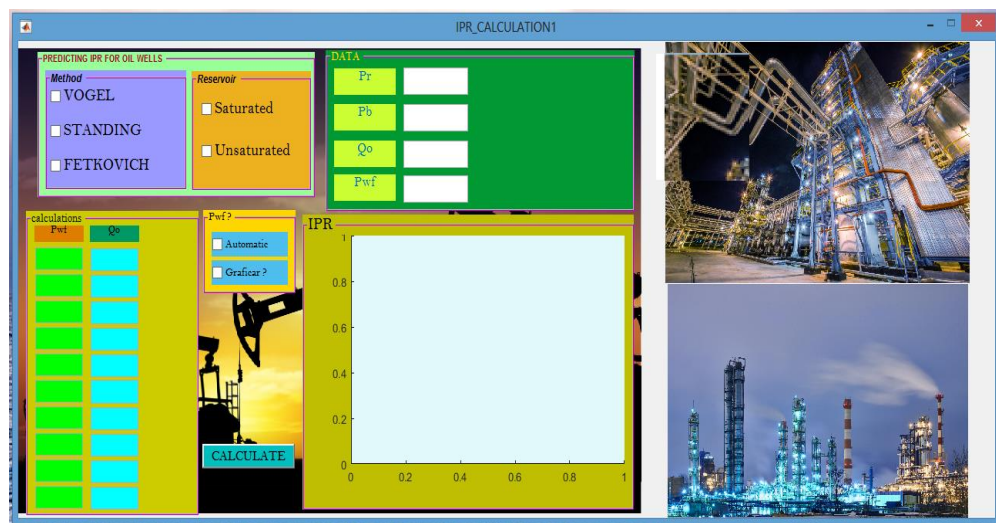 IPR_CALCULATION1
PREDICTING IPR FOR OIL WELLS
Method
VOGEL
STANDING
FETKOVICH
Reservoir
Saturated
Unsaturated
DATA
Pr
Pb
Qo
Pwf
calculations
Pwf
Qo
Pwf ?
Automatic
Graficar ?
CALCULATE
IPR
1
0.8
0.6
0.4
0.2
0
0 0.2 0.4 0.6 0.8 1